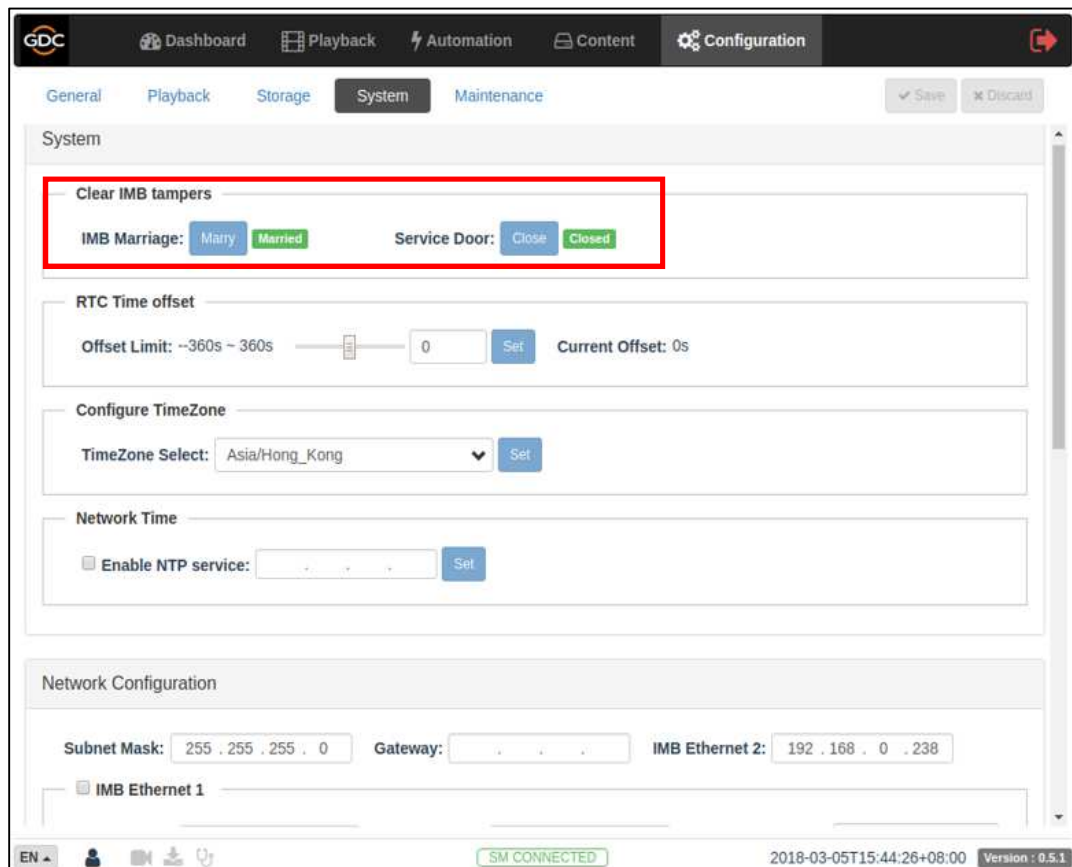 GDC Dashboard Playback Automation Content Configuration
General Playback Storage System Maintenance Save Discard
System
Clear IMB tampers
IMB Marriage: Marry Married Service Door: Close Closed
RTC Time offset
Offset Limit: --360s ~ 360s 0 Set Current Offset: 0s
Configure TimeZone
TimeZone Select: Asia/Hong_Kong Set
Network Time
Enable NTP service: . . . Set
Network Configuration
Subnet Mask: 255 . 255 . 255 . 0 Gateway: . . . IMB Ethernet 2: 192 . 168 . 0 . 238
IMB Ethernet 1
EN SM CONNECTED 2018-03-05T15:44:26+08:00 Version : 0.5.1